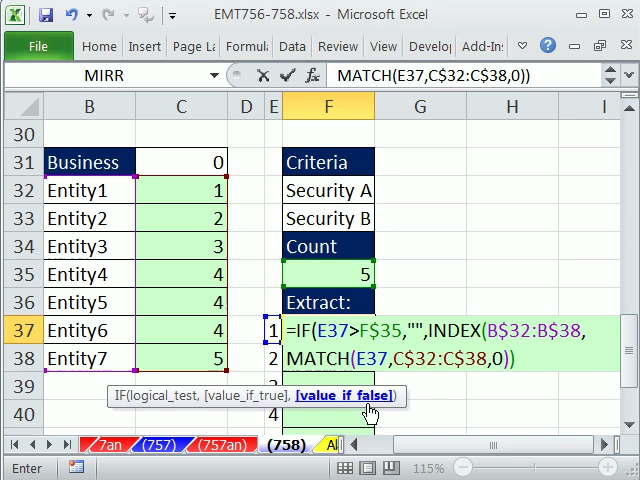 EMT756-758.xlsx - Microsoft Excel
File Home Insert Page La Formula Data Review View Develop Add-Ins
MIRR fx MATCH(E37,C$32:C$38,0))
B C D E F G H I
30
31 Business 0 Criteria
32 Entity1 1 Security A
33 Entity2 2 Security B
34 Entity3 3 Count
35 Entity4 4 5
36 Entity5 4 Extract:
37 Entity6 4 1 =IF(E37>F$35,"",INDEX(B$32:B$38,
38 Entity7 5 2 MATCH(E37,C$32:C$38,0))
39
IF(logical_test, [value_if_true], [value_if_false])
40 4
7an (757) (757an) (758)
Enter 115%